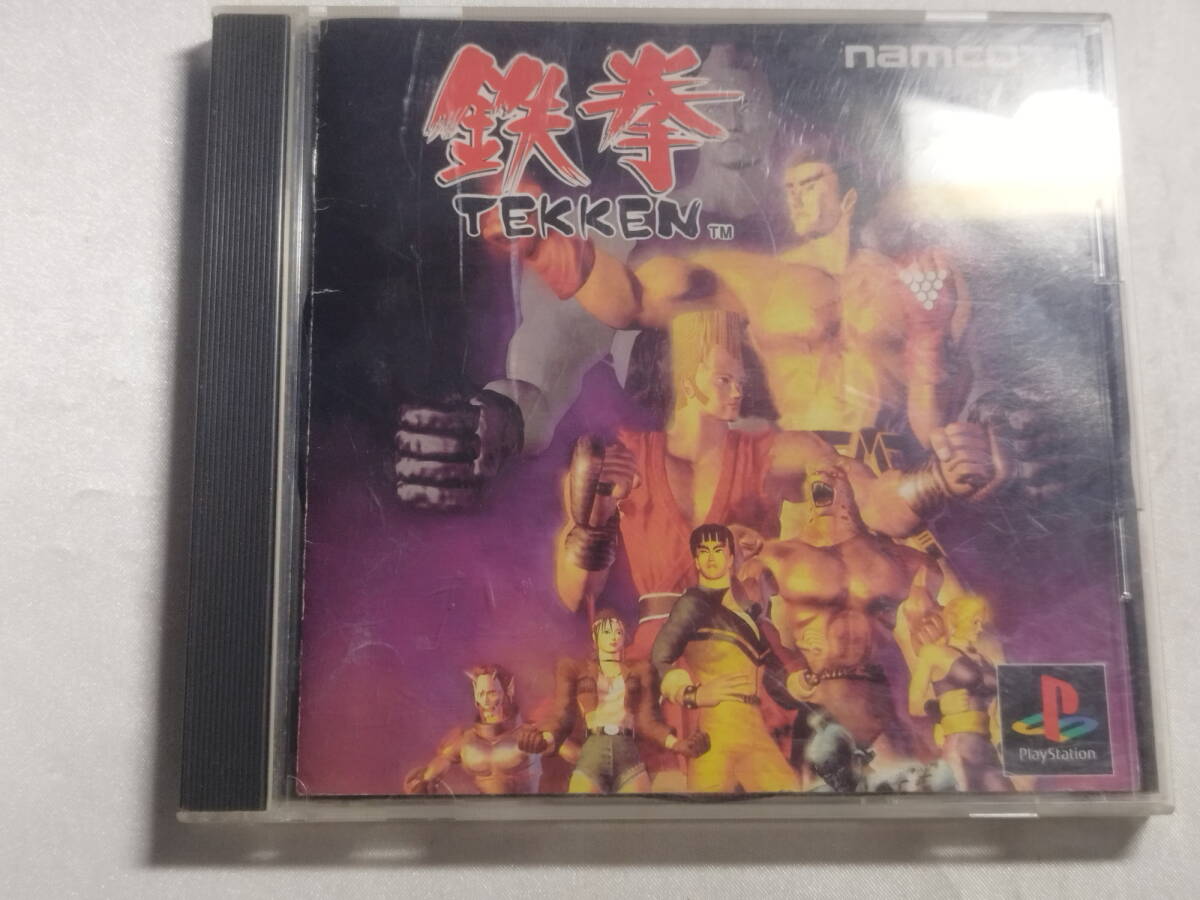 鉄拳
TEKKEN™
namco
PlayStation